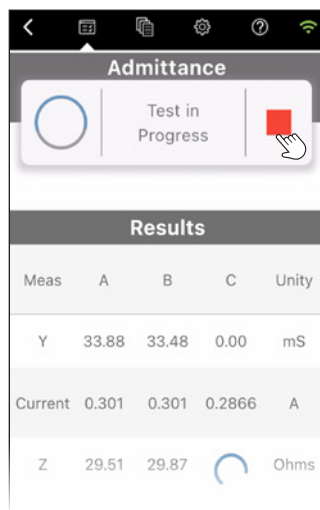 Admittance
Test in
Progress
Results
Meas A B C Unity
Y 33.88 33.48 0.00 mS
Current 0.301 0.301 0.2866 A
Z 29.51 29.87 Ohms